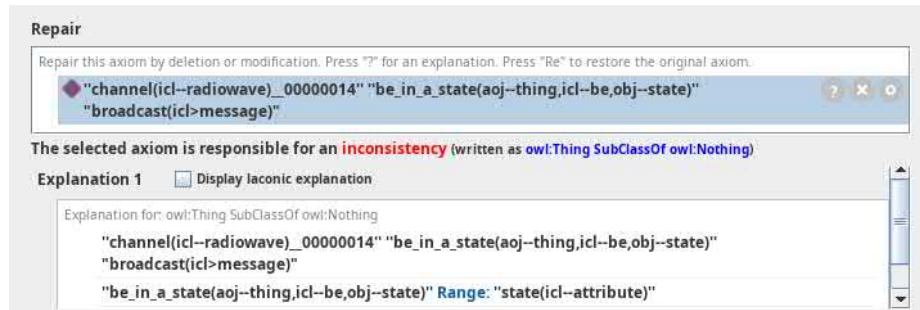 Repair
Repair this axiom by deletion or modification. Press "?" for an explanation. Press "Re" to restore the original axiom.
"channel(icl--radiowave)__00000014" "be_in_a_state(aoj--thing,icl--be,obj--state)"
"broadcast(icl>message)"
The selected axiom is responsible for an inconsistency (written as owl:Thing SubClassOf owl:Nothing)
Explanation 1 Display laconic explanation
Explanation for: owl:Thing SubClassOf owl:Nothing
"channel(icl--radiowave)__00000014" "be_in_a_state(aoj--thing,icl--be,obj--state)"
"broadcast(icl>message)"
"be_in_a_state(aoj--thing,icl--be,obj--state)" Range: "state(icl--attribute)"